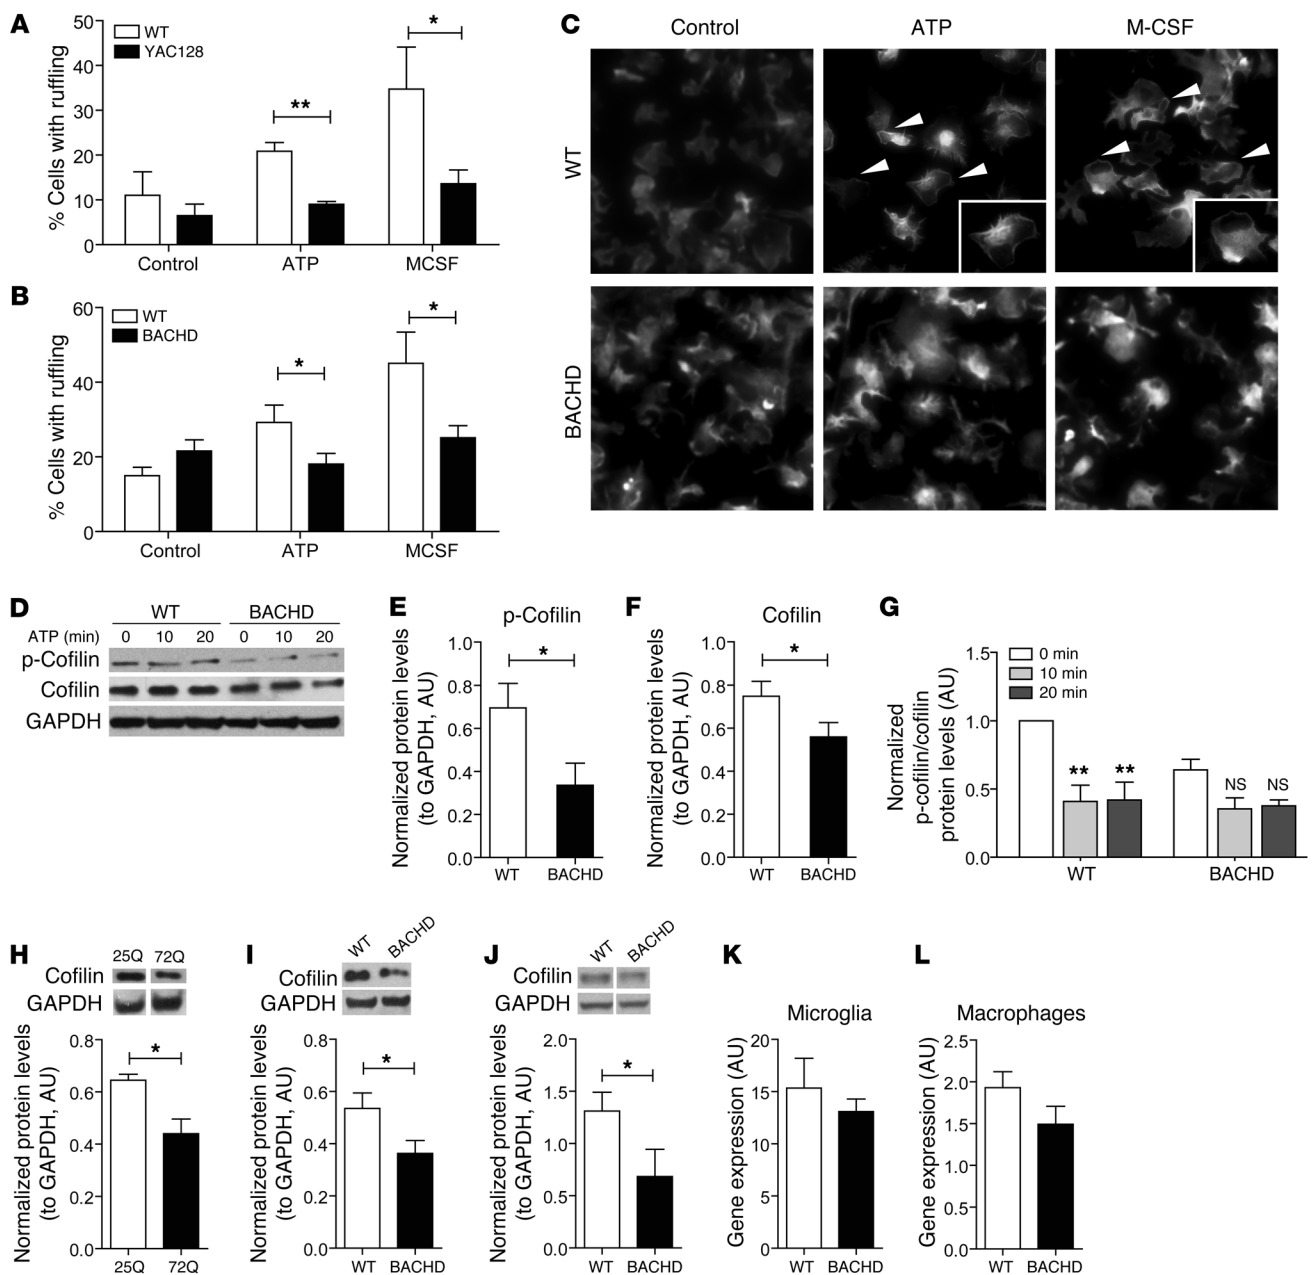 A
% Cells with ruffling
50
40
30
20
10
0
WT
YAC128
**
*
Control
ATP
MCSF
B
% Cells with ruffling
60
40
20
0
WT
BACHD
*
*
Control
ATP
MCSF
C
Control
ATP
M-CSF
WT
BACHD
D
WT
BACHD
ATP (min)
0
10
20
0
10
20
p-Cofilin
Cofilin
GAPDH
E
p-Cofilin
Normalized protein levels
(to GAPDH, AU)
1.0
0.8
0.6
0.4
0.2
0.0
*
WT
BACHD
F
Cofilin
Normalized protein levels
(to GAPDH, AU)
1.0
0.8
0.6
0.4
0.2
0.0
*
WT
BACHD
G
Normalized
p-cofilin/cofilin
protein levels (AU)
1.5
1.0
0.5
0.0
0 min
10 min
20 min
**
**
NS
NS
WT
BACHD
H
25Q
72Q
Cofilin
GAPDH
Normalized protein levels
(to GAPDH, AU)
0.8
0.6
0.4
0.2
0.0
*
25Q
72Q
I
WT
BACHD
Cofilin
GAPDH
Normalized protein levels
(to GAPDH, AU)
0.8
0.6
0.4
0.2
0.0
*
WT
BACHD
J
WT
BACHD
Cofilin
GAPDH
Normalized protein levels
(to GAPDH, AU)
2.0
1.5
1.0
0.5
0.0
*
WT
BACHD
K
Microglia
Gene expression (AU)
20
15
10
5
0
WT
BACHD
L
Macrophages
Gene expression (AU)
2.5
2.0
1.5
1.0
0.5
0.0
WT
BACHD